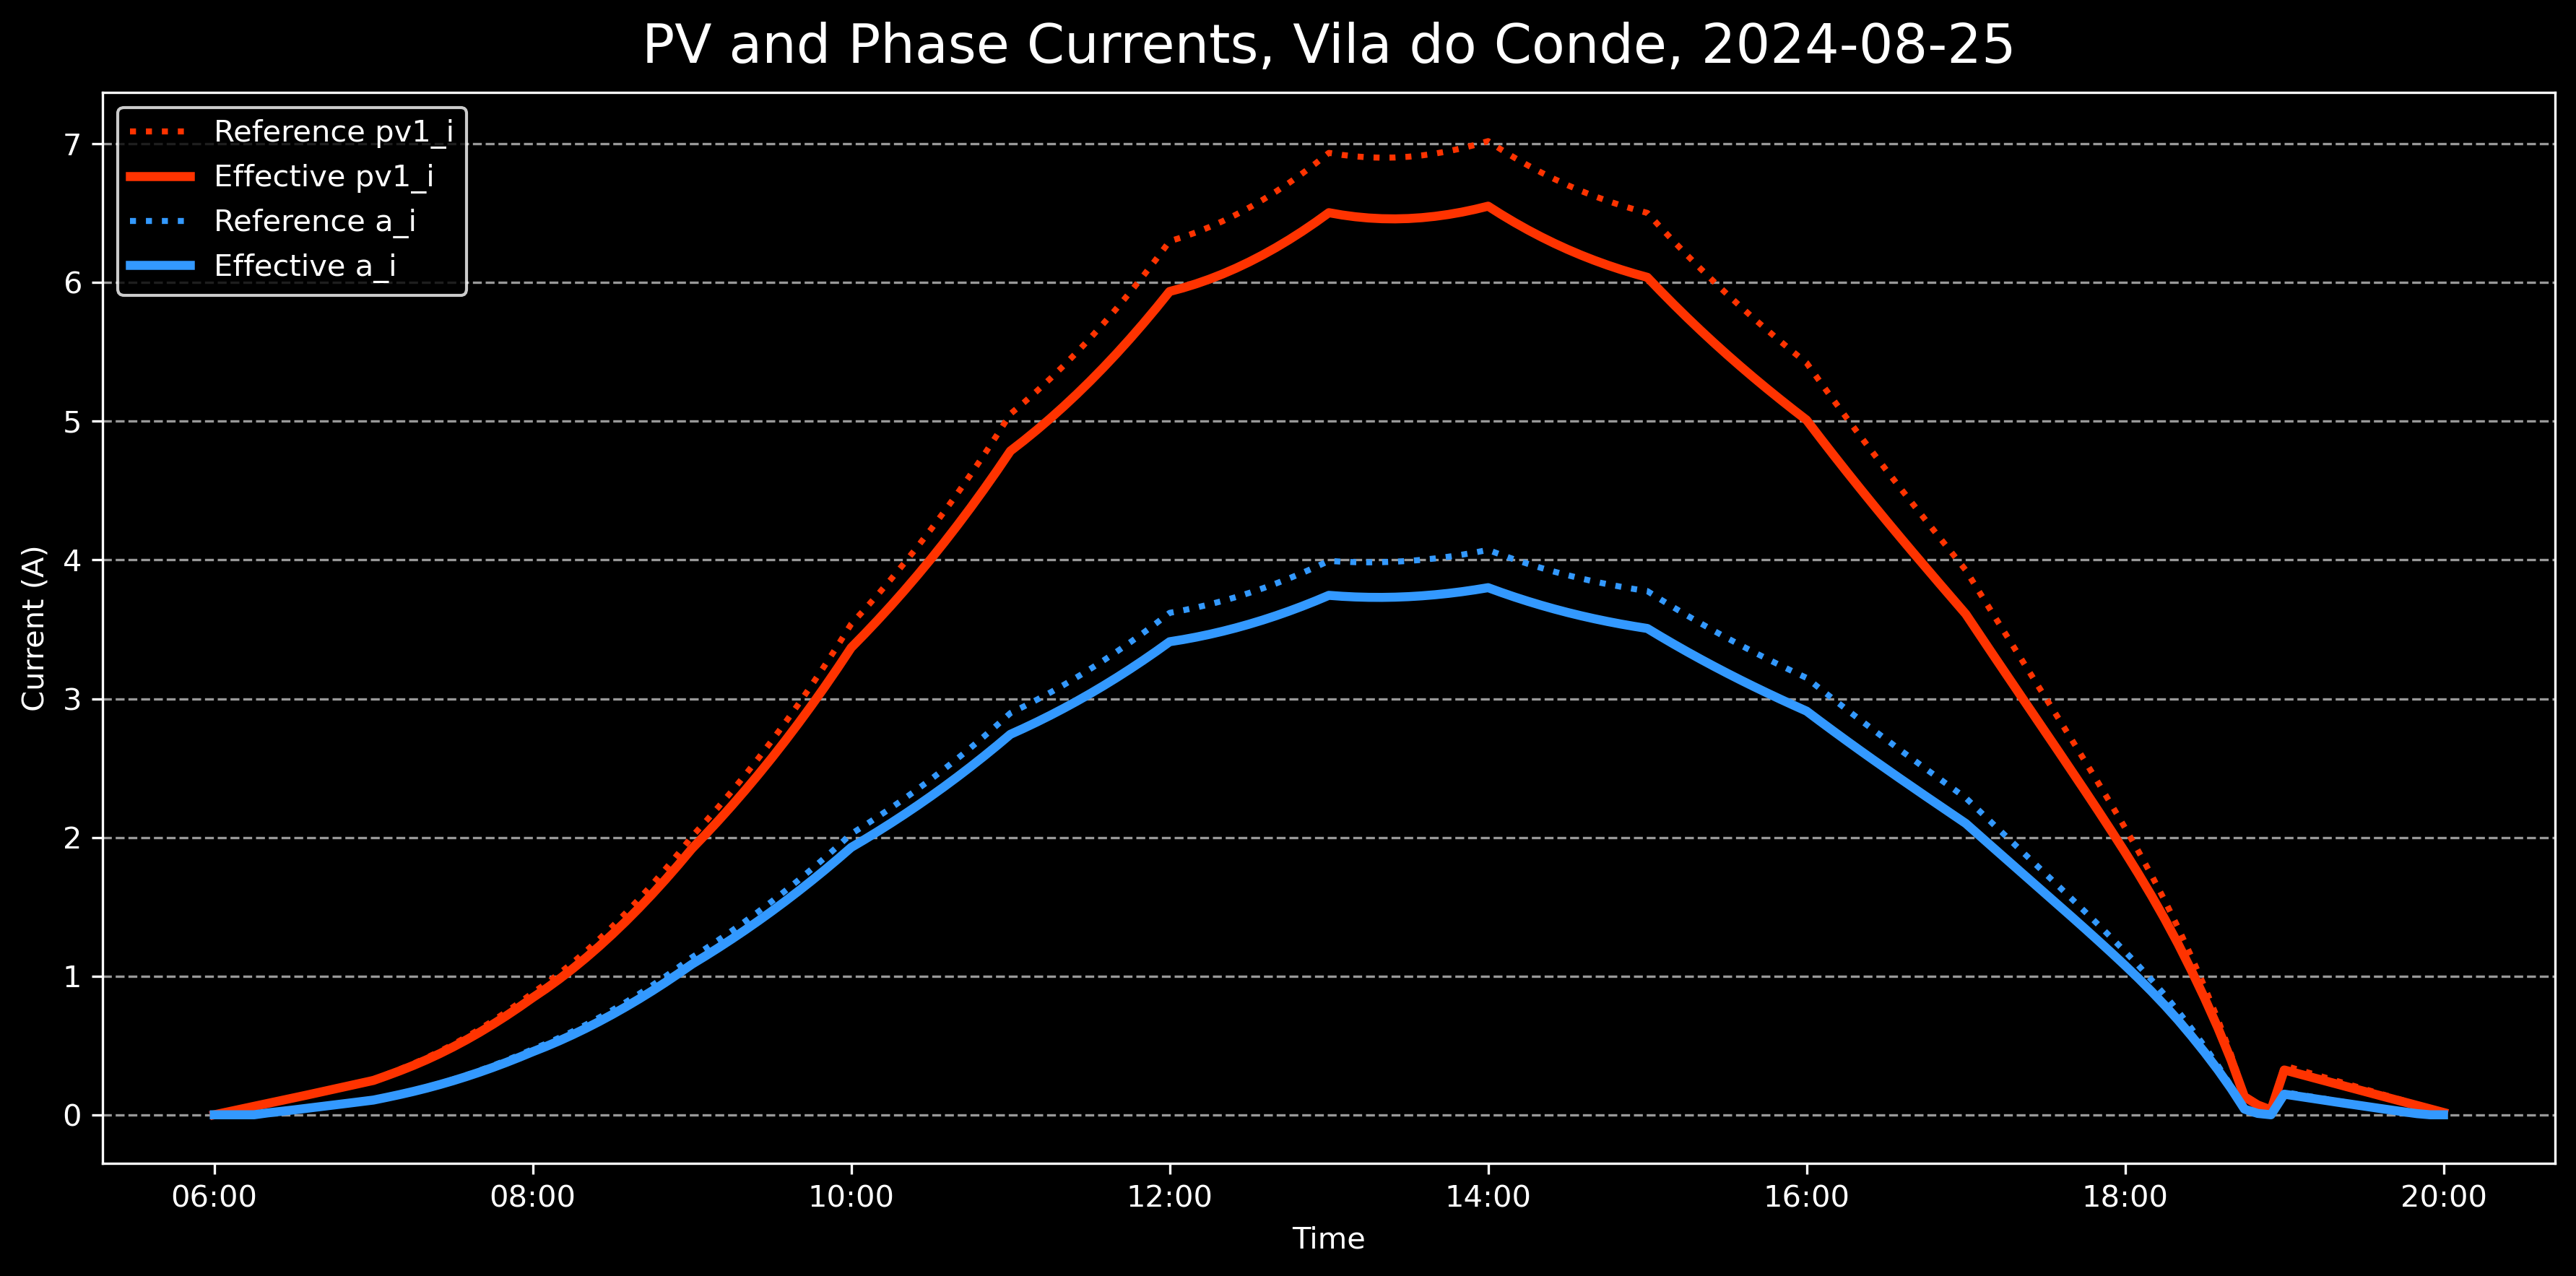 PV and Phase Currents, Vila do Conde, 2024-08-25
Reference pv1_i
Effective pv1_i
Reference a_i
Effective a_i
7
6
5
4
3
2
1
0
Current (A)
06:00 08:00 10:00 12:00 14:00 16:00 18:00 20:00
Time